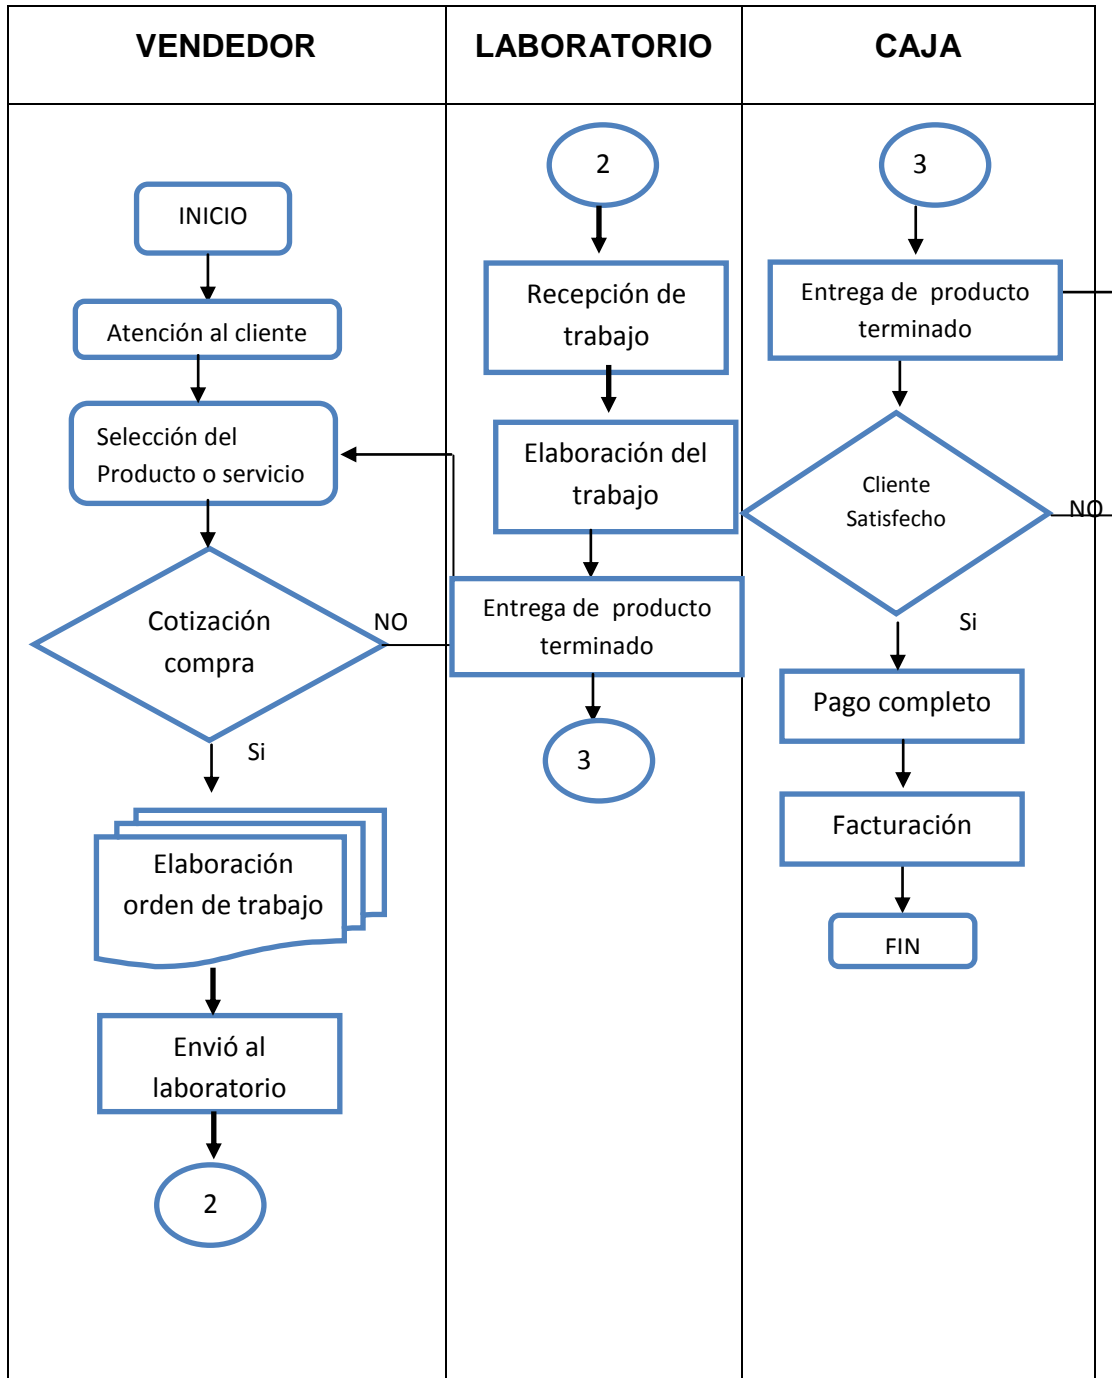 VENDEDOR
LABORATORIO
CAJA
INICIO
Atención al cliente
Selección del
Producto o servicio
Cotización
compra
NO
Si
Elaboración
orden de trabajo
Envió al
laboratorio
2
2
Recepción de
trabajo
Elaboración del
trabajo
Entrega de producto
terminado
3
3
Entrega de producto
terminado
Cliente
Satisfecho
NO
Si
Pago completo
Facturación
FIN